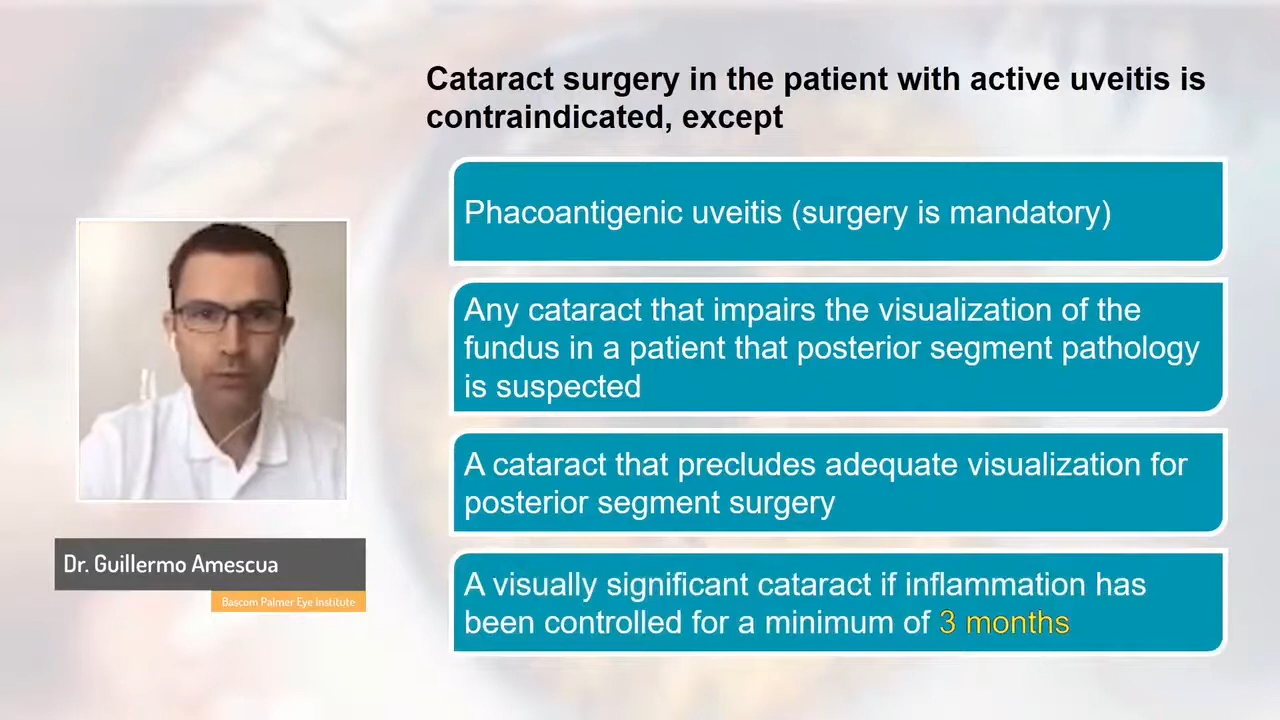 Cataract surgery in the patient with active uveitis is
contraindicated, except
Phacoantigenic uveitis (surgery is mandatory)
Any cataract that impairs the visualization of the
fundus in a patient that posterior segment pathology
is suspected
A cataract that precludes adequate visualization for
posterior segment surgery
A visually significant cataract if inflammation has
been controlled for a minimum of 3 months
Dr. Guillermo Amescua
Bascom Palmer Eye Institute